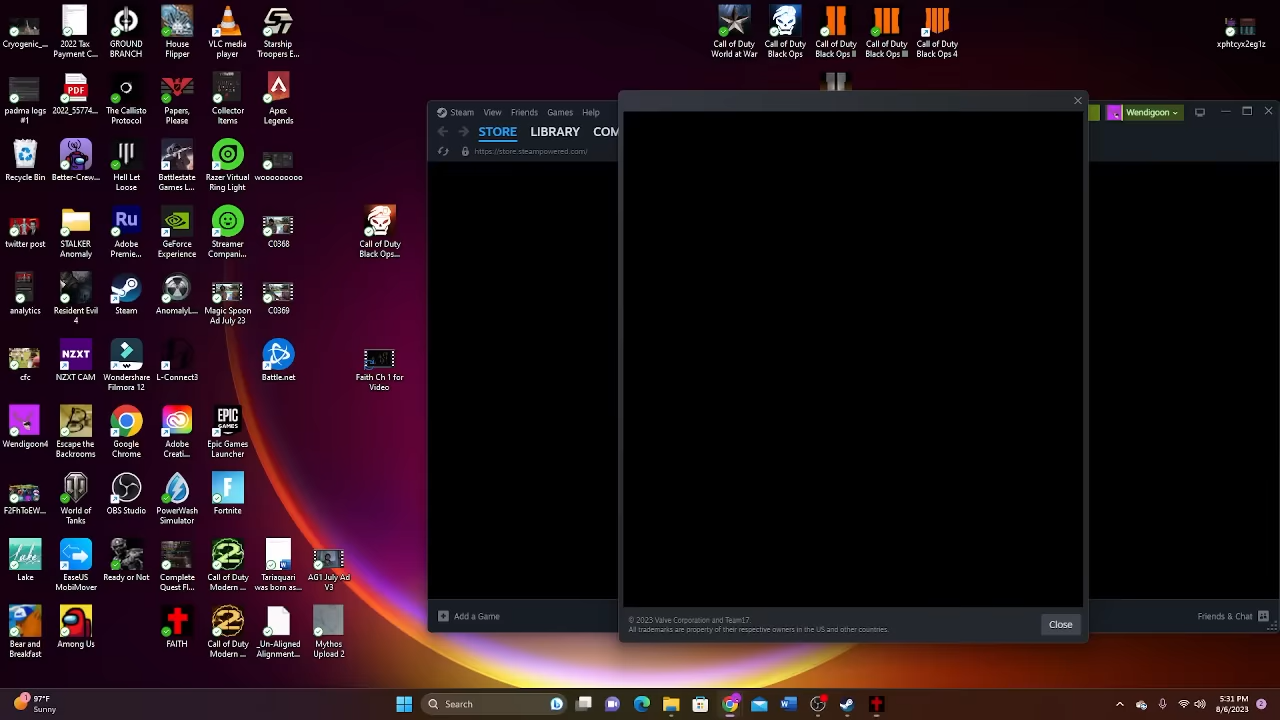 Cryogenic_...
2022 Tax
Payment C...
GROUND
BRANCH
House
Flipper
VLC media
player
Starship
Troopers E...
Call of Duty
World at War
Call of Duty
Black Ops
Call of Duty
Black Ops II
Call of Duty
Black Ops III
Call of Duty
Black Ops 4
xphtcyx2eg1z
padma logs
#1
PDF
2022_55774...
The Callisto
Protocol
Papers,
Please
Collector
Items
Apex
Legends
Steam View Friends Games Help
Wendigoon
STORE LIBRARY COM
https://store.steampowered.com/
Recycle Bin
Better-Crew...
Hell Let
Loose
Battlestate
Games L...
Razer Virtual
Ring Light
wooooooooo
twitter post
STALKER
Anomaly
Ru
Adobe
Premie...
GeForce
Experience
Streamer
Compani...
C0368
Call of Duty
Black Ops...
analytics
Resident Evil
4
Steam
AnomalyL...
Magic Spoon
Ad July 23
C0369
cfc
NZXT
NZXT CAM
Wondershare
Filmora 12
L-Connect3
Battle.net
Faith Ch 1 for
Video
Wendigoon4
Escape the
Backrooms
Google
Chrome
Adobe
Creati...
EPIC
GAMES
Epic Games
Launcher
F2FhToEW...
World of
Tanks
OBS Studio
PowerWash
Simulator
Fortnite
Lake
EaseUS
MobiMover
Ready or Not
Complete
Quest Fl...
Call of Duty
Modern ...
Tariaquari
was born as...
AG1 July Ad
V3
Bear and
Breakfast
Among Us
FAITH
Call of Duty
Modern ...
_Un-Aligned
Alignment...
Mythos
Upload 2
Add a Game
© 2023 Valve Corporation and Team17.
All trademarks are property of their respective owners in the US and other countries.
Close
Friends & Chat
97°F
Sunny
Search
5:31 PM
8/6/2023
2